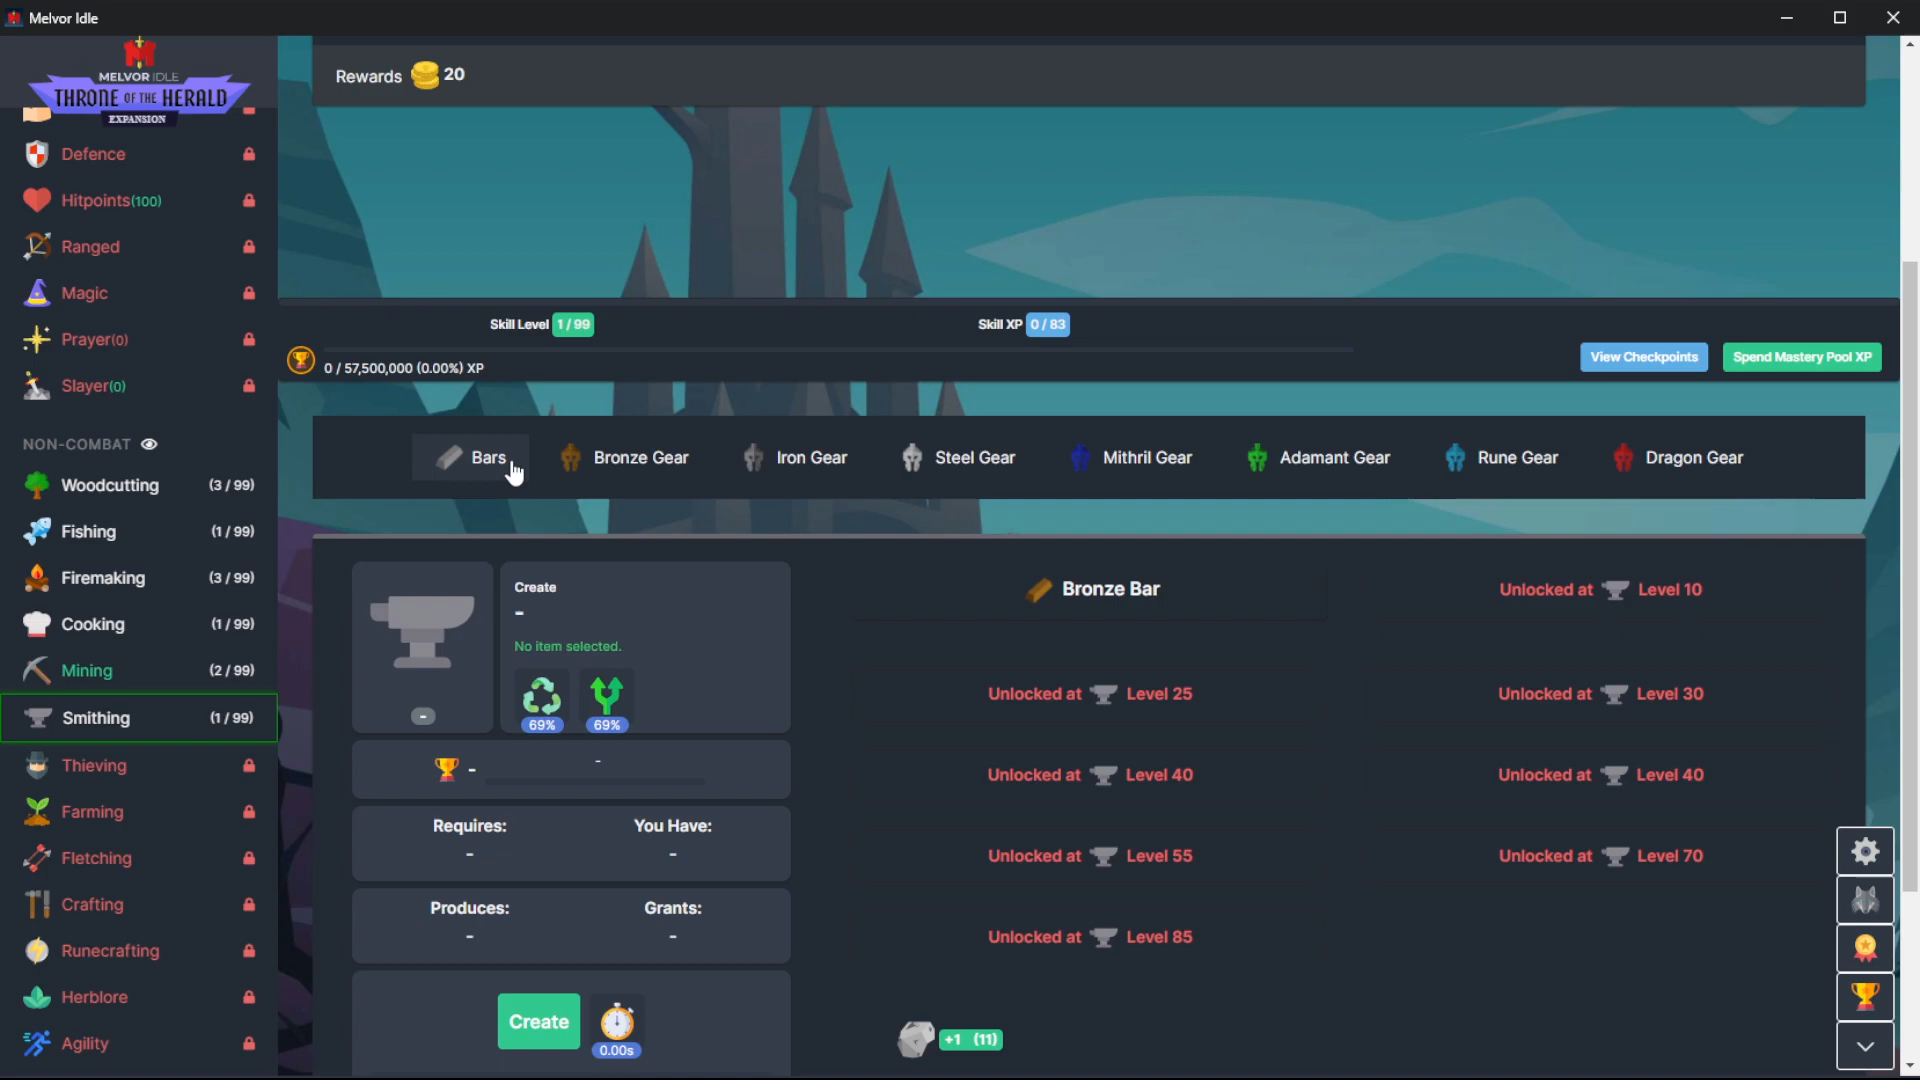 Melvor Idle
MELVOR IDLE
THRONE OF THE HERALD
EXPANSION
Defence
Hitpoints(100)
Ranged
Magic
Prayer(0)
Slayer(0)
NON-COMBAT
Woodcutting (3 / 99)
Fishing (1 / 99)
Firemaking (3 / 99)
Cooking (1 / 99)
Mining (2 / 99)
Smithing (1 / 99)
Thieving
Farming
Fletching
Crafting
Runecrafting
Herblore
Agility
Rewards 20
Skill Level 1 / 99
Skill XP 0 / 83
0 / 57,500,000 (0.00%) XP
View Checkpoints
Spend Mastery Pool XP
Bars
Bronze Gear
Iron Gear
Steel Gear
Mithril Gear
Adamant Gear
Rune Gear
Dragon Gear
Create
-
No item selected.
69% 69%
-
- -
Requires: You Have:
- -
Produces: Grants:
- -
Create
0.00s
Bronze Bar
Unlocked at Level 10
Unlocked at Level 25
Unlocked at Level 30
Unlocked at Level 40
Unlocked at Level 40
Unlocked at Level 55
Unlocked at Level 70
Unlocked at Level 85
+1 (11)